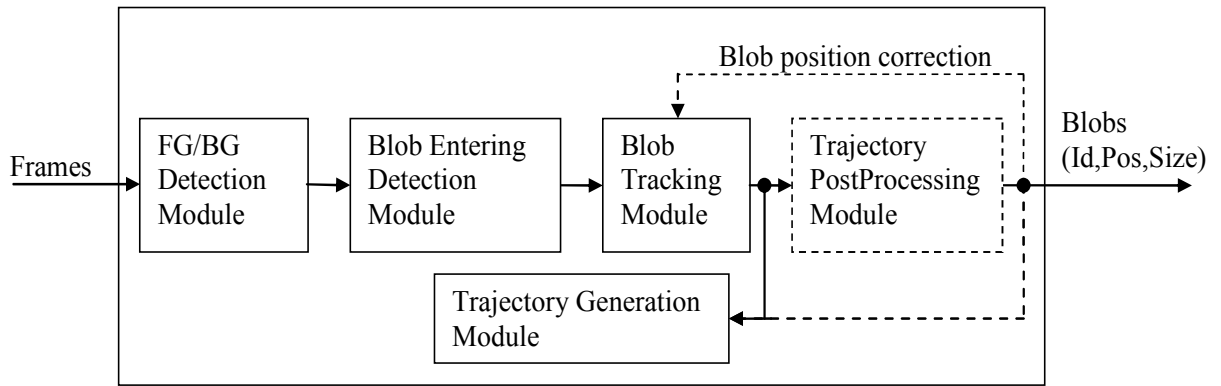 Blob position correction
Frames
FG/BG
Detection
Module
Blob Entering
Detection
Module
Blob
Tracking
Module
Trajectory
PostProcessing
Module
Blobs
(Id,Pos,Size)
Trajectory Generation
Module